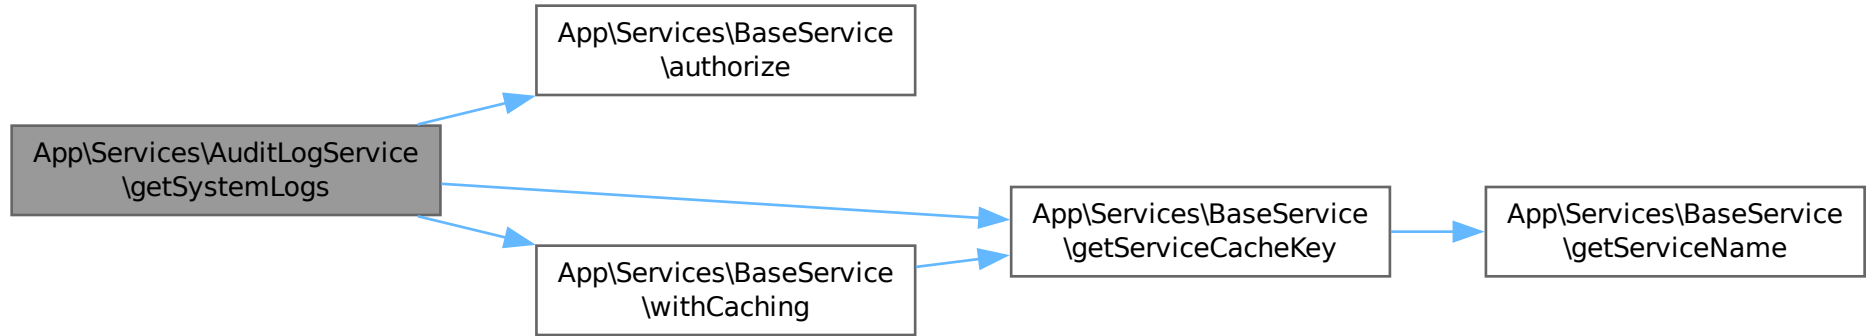 App\Services\BaseService
\authorize
App\Services\AuditLogService
\getSystemLogs
App\Services\BaseService
\getServiceCacheKey
App\Services\BaseService
\getServiceName
App\Services\BaseService
\withCaching